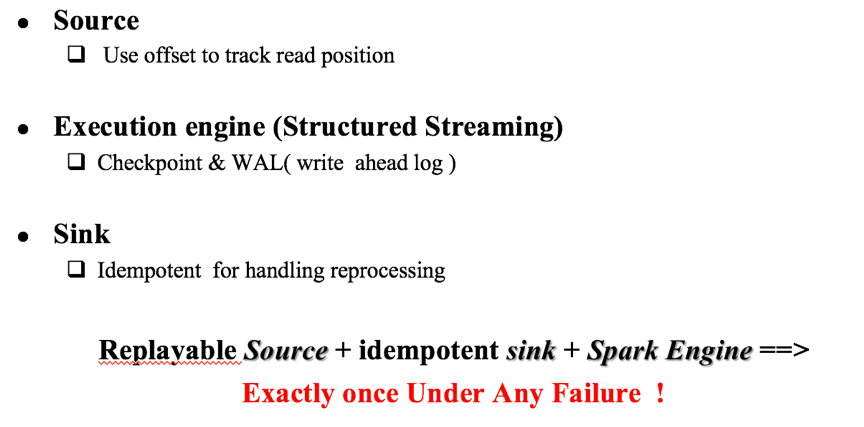 ● Source
❑ Use offset to track read position
● Execution engine (Structured Streaming)
❑ Checkpoint & WAL( write ahead log )
● Sink
❑ Idempotent for handling reprocessing
Replayable Source + idempotent sink + Spark Engine ==>
Exactly once Under Any Failure !